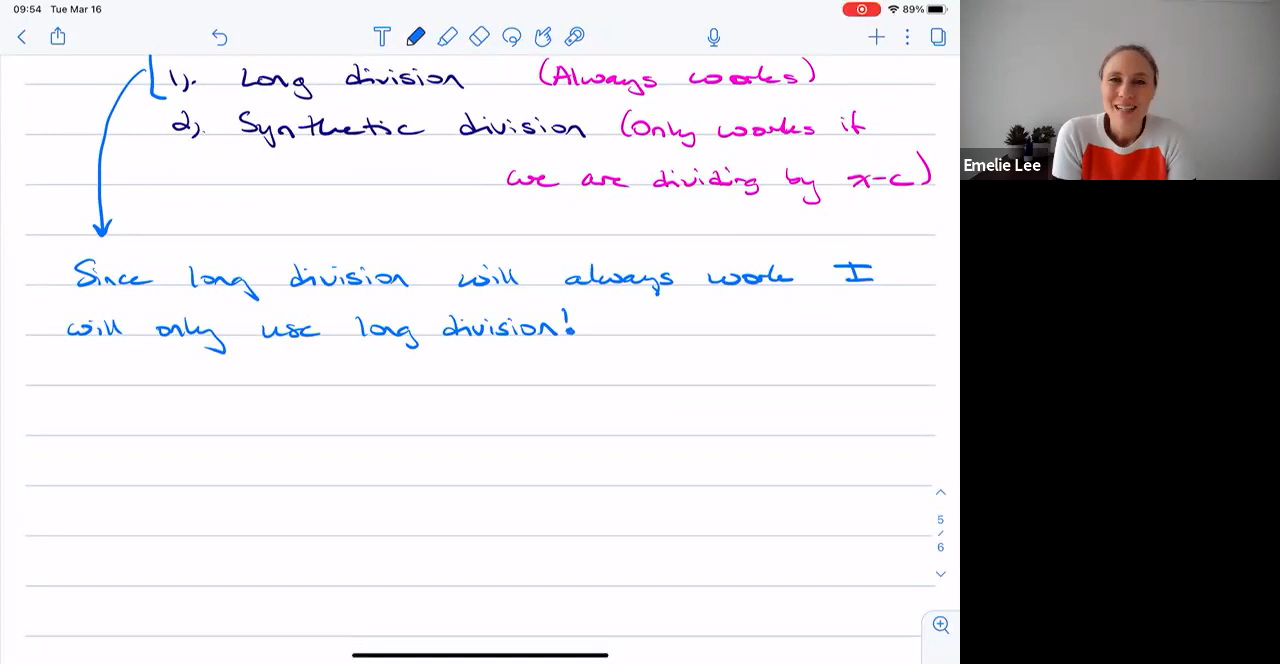 09:54 Tue Mar 16
89%
1). Long division (Always works)
2). Synthetic division (Only works if
we are dividing by x-c)
Emelie Lee
Since long division will always work I
will only use long division!
5
6